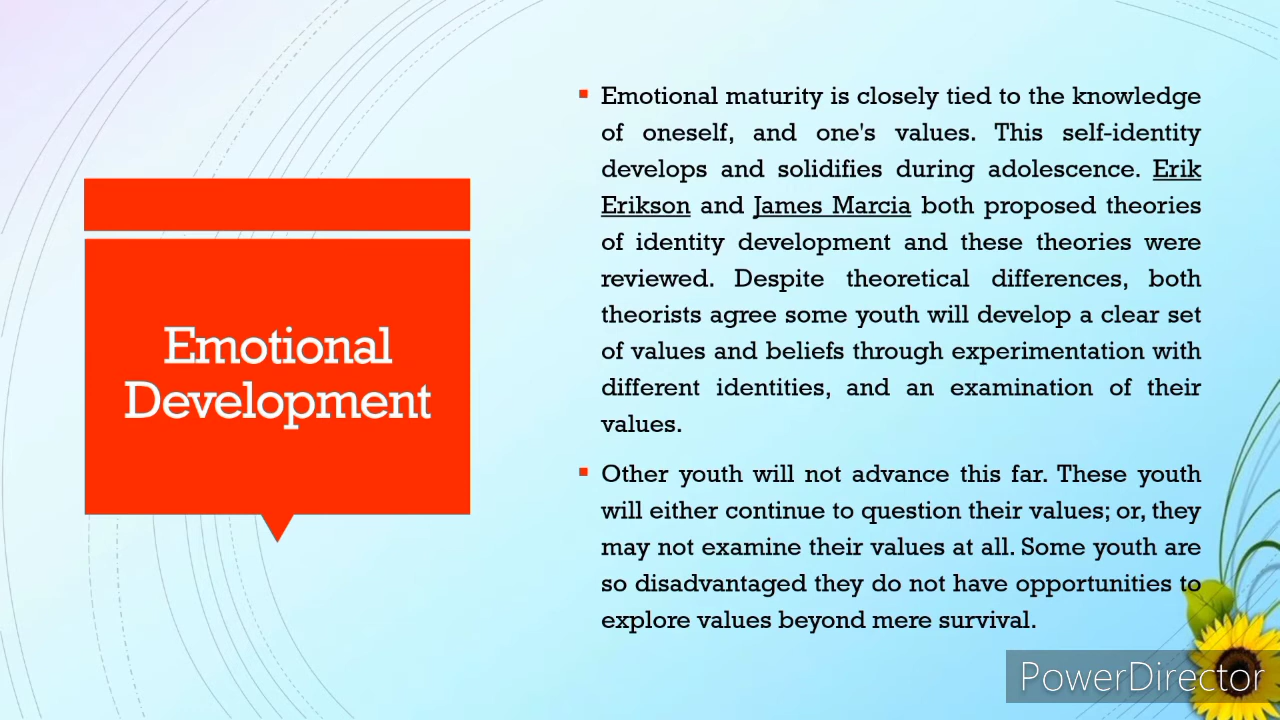 Emotional
Development
Emotional maturity is closely tied to the knowledge
of oneself, and one's values. This self-identity
develops and solidifies during adolescence. Erik
Erikson and James Marcia both proposed theories
of identity development and these theories were
reviewed. Despite theoretical differences, both
theorists agree some youth will develop a clear set
of values and beliefs through experimentation with
different identities, and an examination of their
values.
Other youth will not advance this far. These youth
will either continue to question their values; or, they
may not examine their values at all. Some youth are
so disadvantaged they do not have opportunities to
explore values beyond mere survival.
PowerDirector